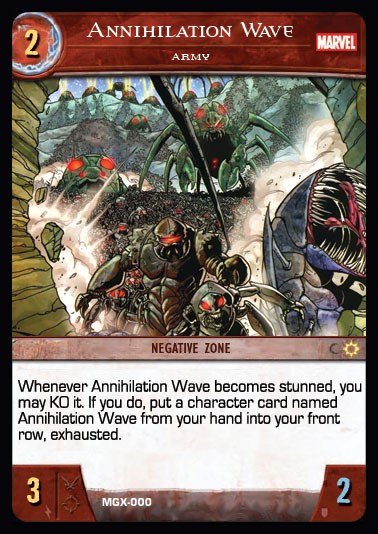 2
Annihilation Wave
MARVEL
ARMY
NEGATIVE ZONE
C
Whenever Annihilation Wave becomes stunned, you
may KO it. If you do, put a character card named
Annihilation Wave from your hand into your front
row, exhausted.
3
MGX-000
2